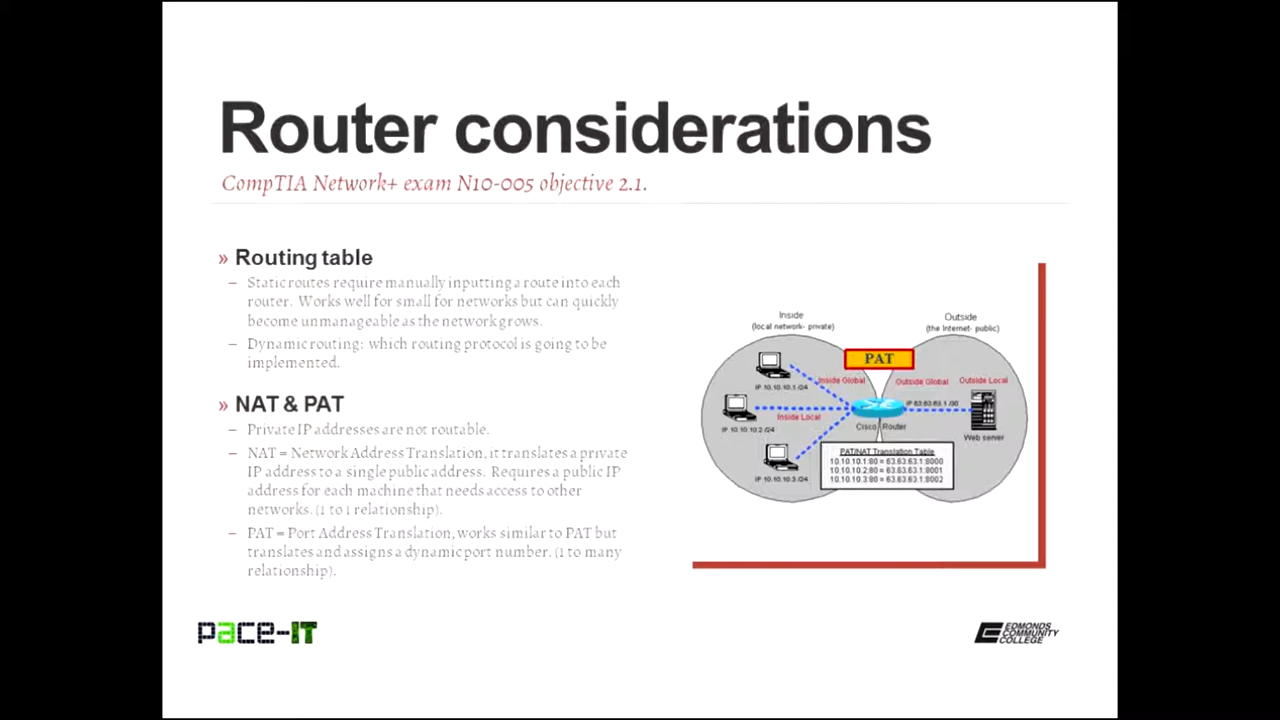 Router considerations
CompTIA Network+ exam N10-005 objective 2.1.
» Routing table
– Static routes require manually inputting a route into each
router. Works well for small for networks but can quickly
become unmanageable as the network grows.
– Dynamic routing: which routing protocol is going to be
implemented.
» NAT & PAT
– Private IP addresses are not routable.
– NAT = Network Address Translation, it translates a private
IP address to a single public address. Requires a public IP
address for each machine that needs access to other
networks. (1 to 1 relationship).
– PAT = Port Address Translation, works similar to PAT but
translates and assigns a dynamic port number. (1 to many
relationship).
Inside
(local network- private)
Outside
(the Internet- public)
PAT
Inside Global
Outside Global
Outside Local
IP 10.10.10.1 /24
IP 63.63.63.1 /30
Inside Local
IP 10.10.10.2 /24
Cisco Router
Web server
IP 10.10.10.3 /24
PAT/NAT Translation Table
10.10.10.1:80 = 63.63.63.1:8000
10.10.10.2:80 = 63.63.63.1:8001
10.10.10.3:80 = 63.63.63.1:8002
pace-IT
EDMONDS
COMMUNITY
COLLEGE